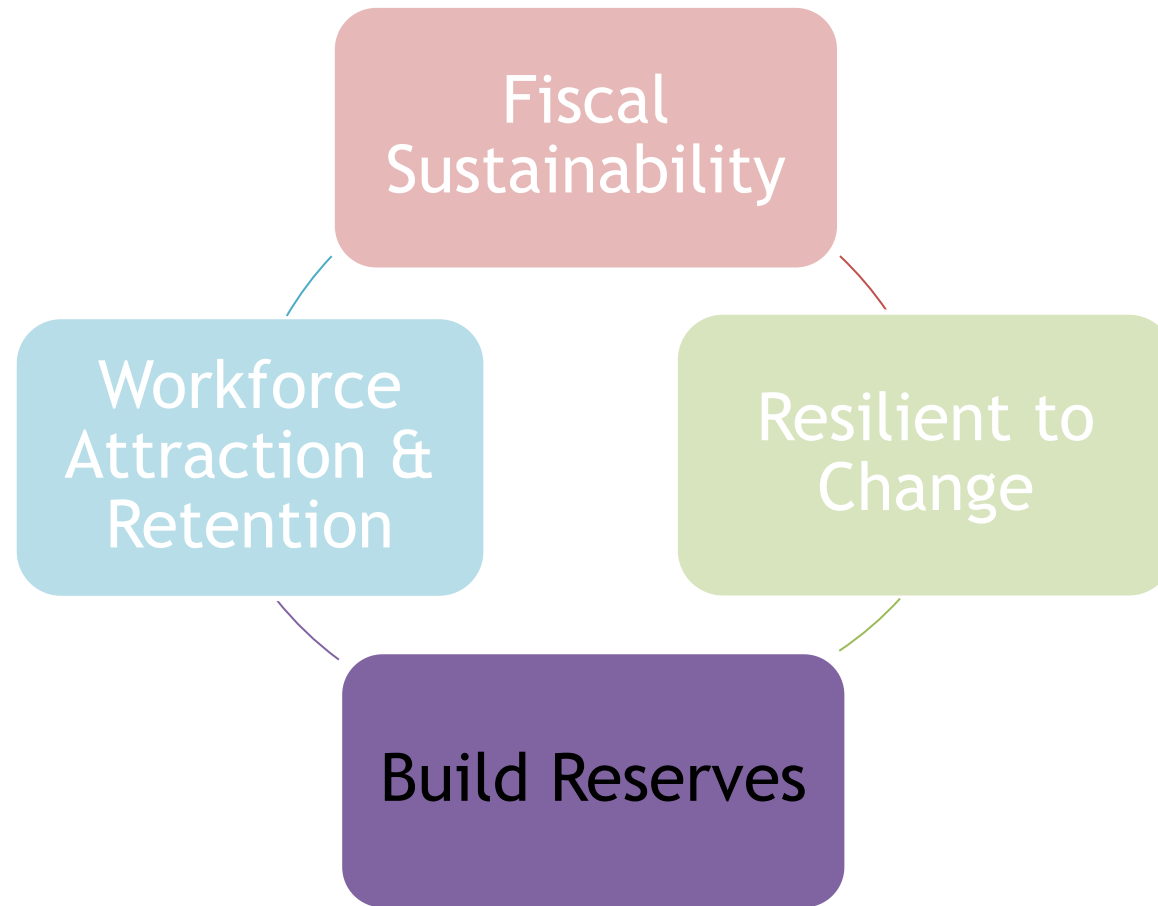 Fiscal
Sustainability
Workforce
Attraction &
Retention
Resilient to
Change
Build Reserves